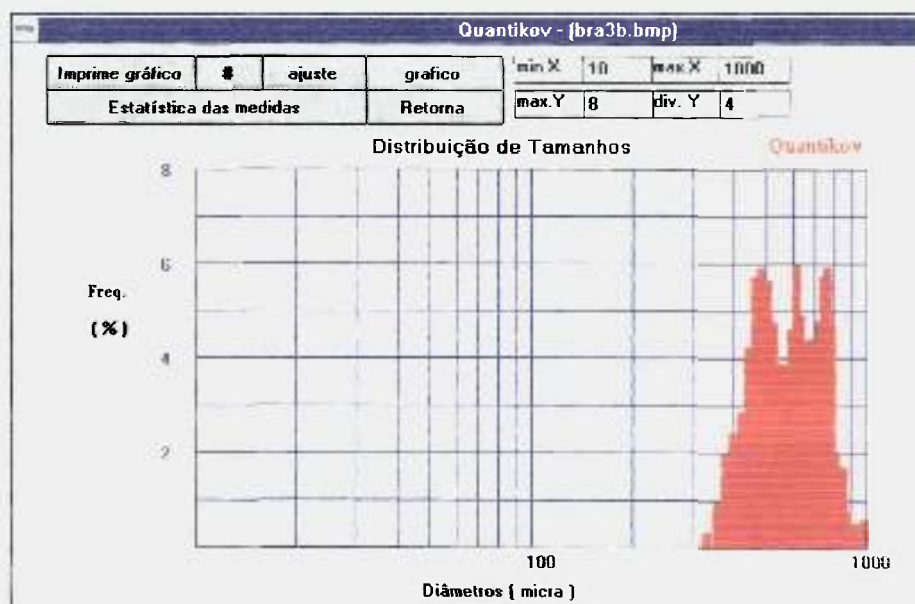 Quantikov - (bra3b.bmp)
Imprime gráfico # ajuste grafico min X 10 max X 1000
Estatística das medidas Retorna max.Y 8 div. Y 4
Distribuição de Tamanhos Quantikov
8
6
Freq.
(%)
4
2
100 1000
Diâmetros ( micra )